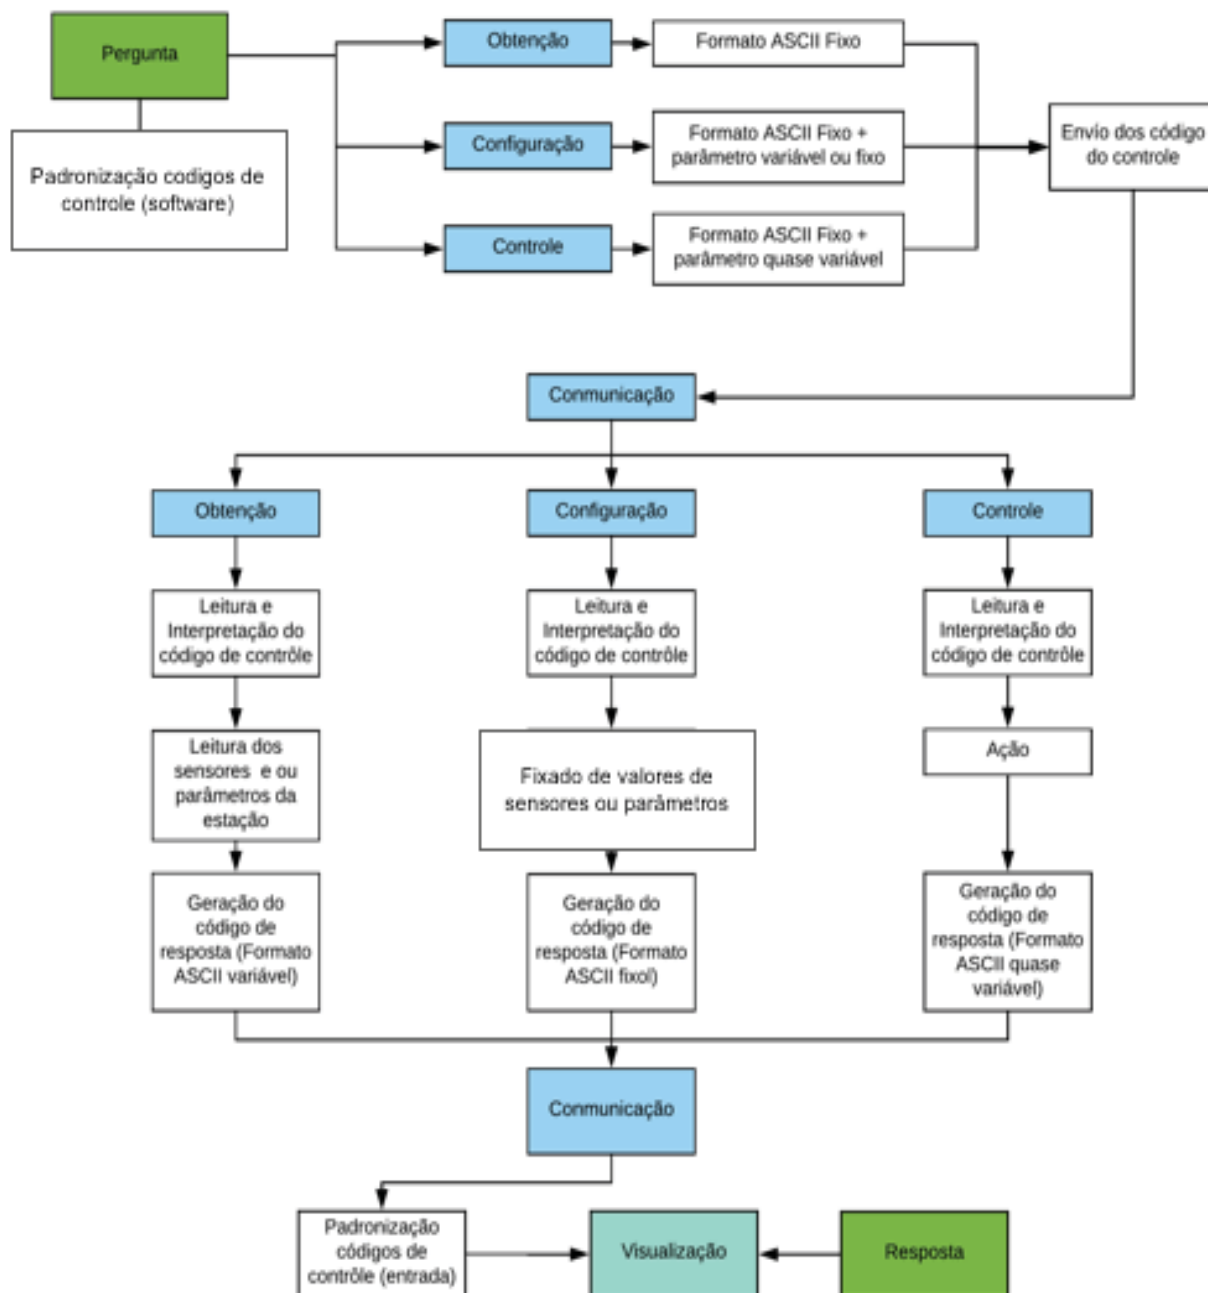 Pergunta
Padronização codigos de
controle (software)
Obtenção
Formato ASCII Fixo
Configuração
Formato ASCII Fixo +
parâmetro variável ou fixo
Controle
Formato ASCII Fixo +
parâmetro quase variável
Envío dos código
do controle
Conmunicação
Obtenção
Configuração
Controle
Leitura e
Interpretação do
código de contrôle
Leitura e
Interpretação do
código de contrôle
Leitura e
Interpretação do
código de contrôle
Leitura dos
sensores e ou
parâmetros da
estação
Fixado de valores de
sensores ou parâmetros
Ação
Geração do
código de
resposta (Formato
ASCII variável)
Geração do
código de
resposta (Formato
ASCII fixol)
Geração do
código de
resposta (Formato
ASCII quase
variável)
Conmunicação
Padronização
códigos de
contrôle (entrada)
Visualização
Resposta